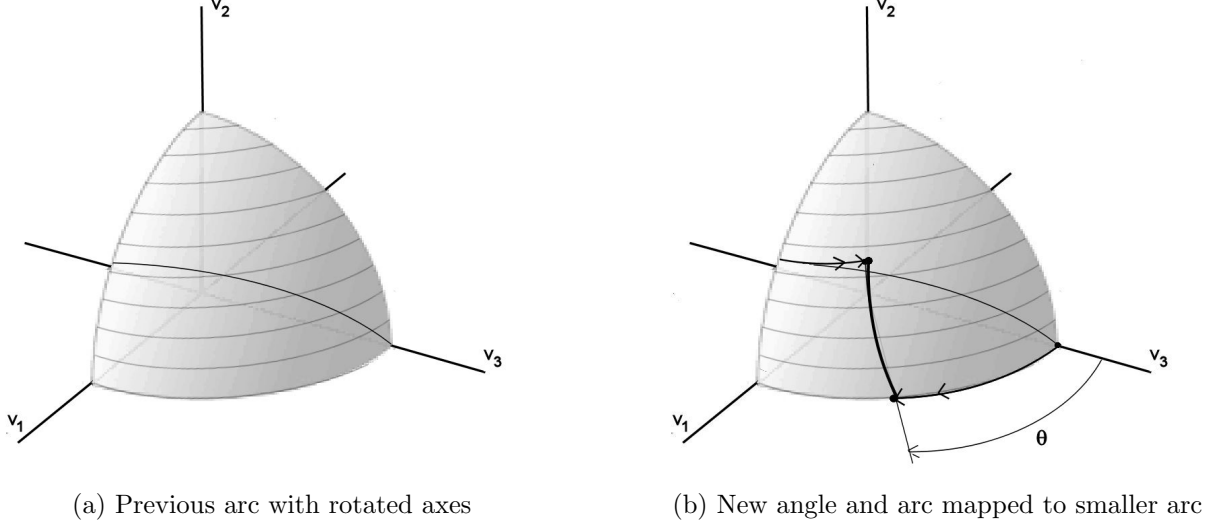 v2
v1
v3
(a) Previous arc with rotated axes
v2
v1
v3
θ
(b) New angle and arc mapped to smaller arc